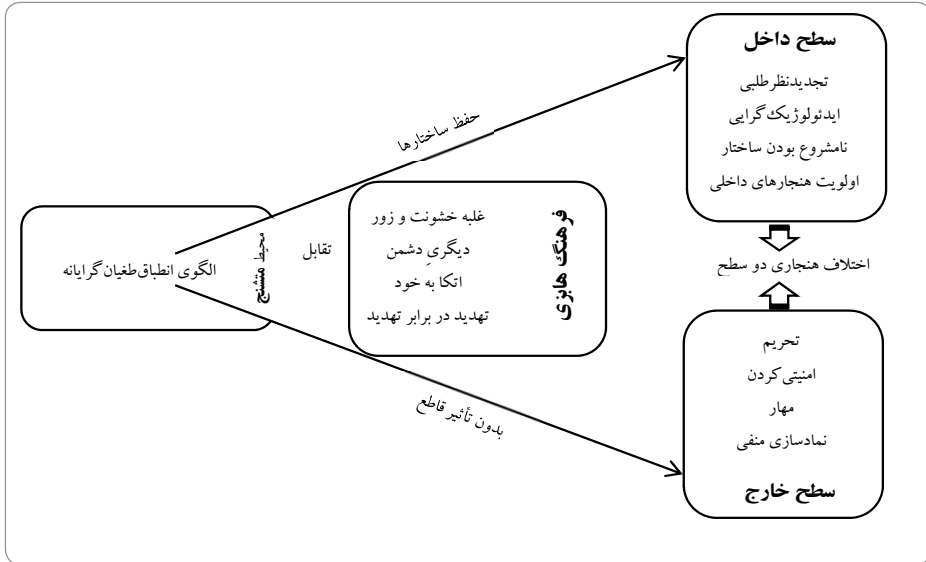 سطح داخل
تجدیدنظرطلبی
ایدئولوژیک‌گرایی
نامشروع بودن ساختار
اولویت هنجارهای داخلی
اختلاف هنجاری دو سطح
تحریم
امنیتی‌کردن
مهار
نمادسازی منفی
سطح خارج
حفظ ساختارها
فرهنگ هابزی
غلبه خشونت و زور
دیگریِ دشمن
اتکا به خود
تهدید در برابر تهدید
تقابل
محیط متشنج
الگوی انطباق طغیان‌گرایانه
بدون تأثیر قاطع